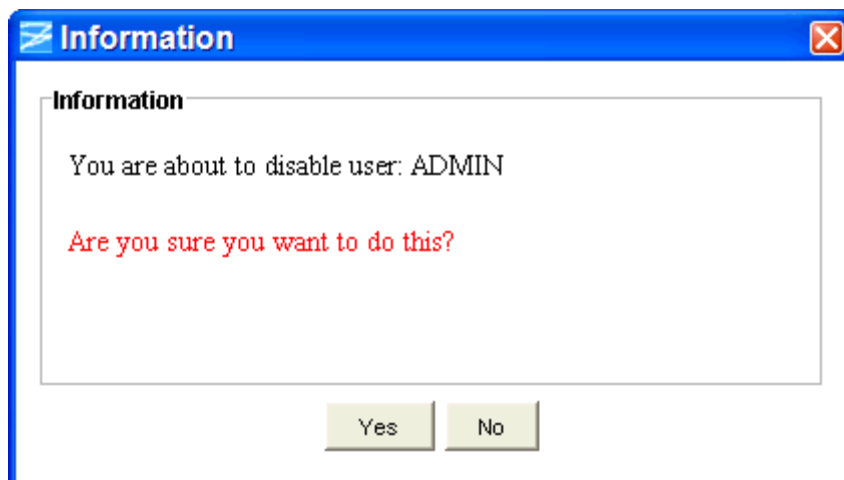 Information
Information
You are about to disable user: ADMIN
Are you sure you want to do this?
Yes No